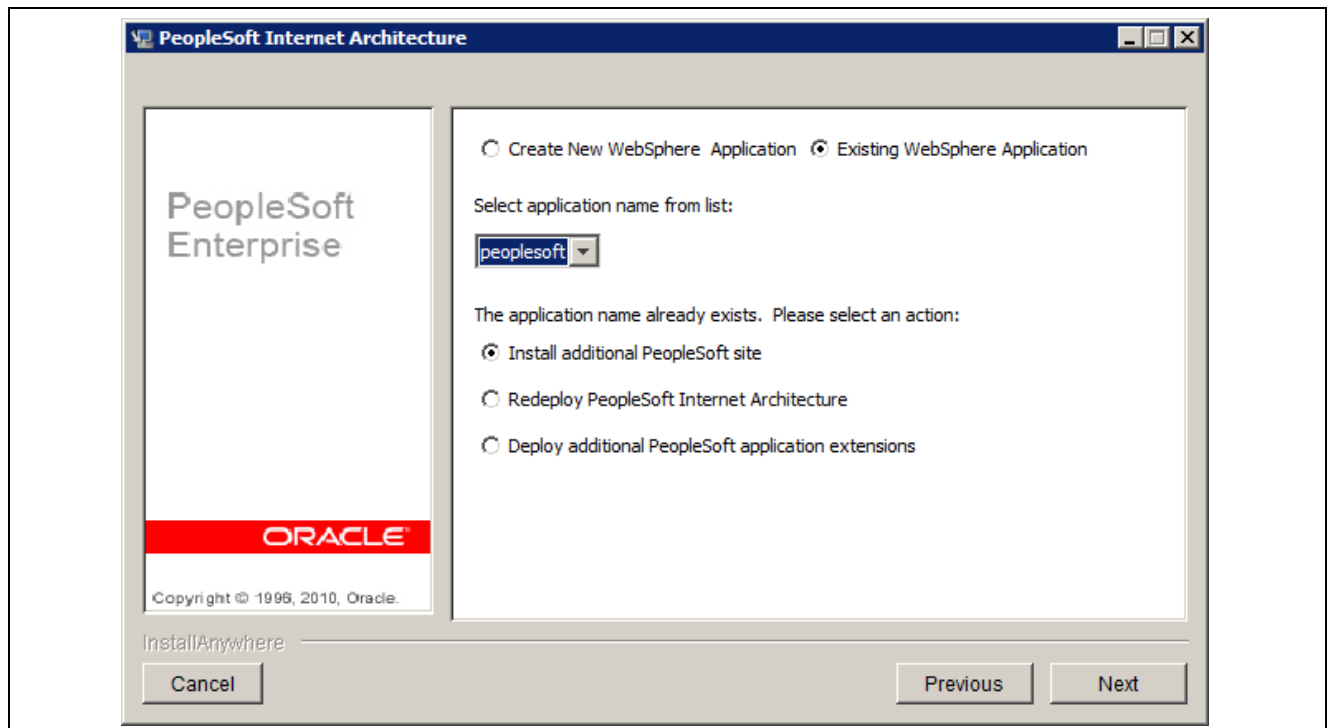 PeopleSoft Internet Architecture
Create New WebSphere Application Existing WebSphere Application
PeopleSoft
Enterprise
Select application name from list:
peoplesoft
The application name already exists. Please select an action:
Install additional PeopleSoft site
Redeploy PeopleSoft Internet Architecture
Deploy additional PeopleSoft application extensions
ORACLE
Copyright © 1996, 2010, Oracle.
InstallAnywhere
Cancel Previous Next